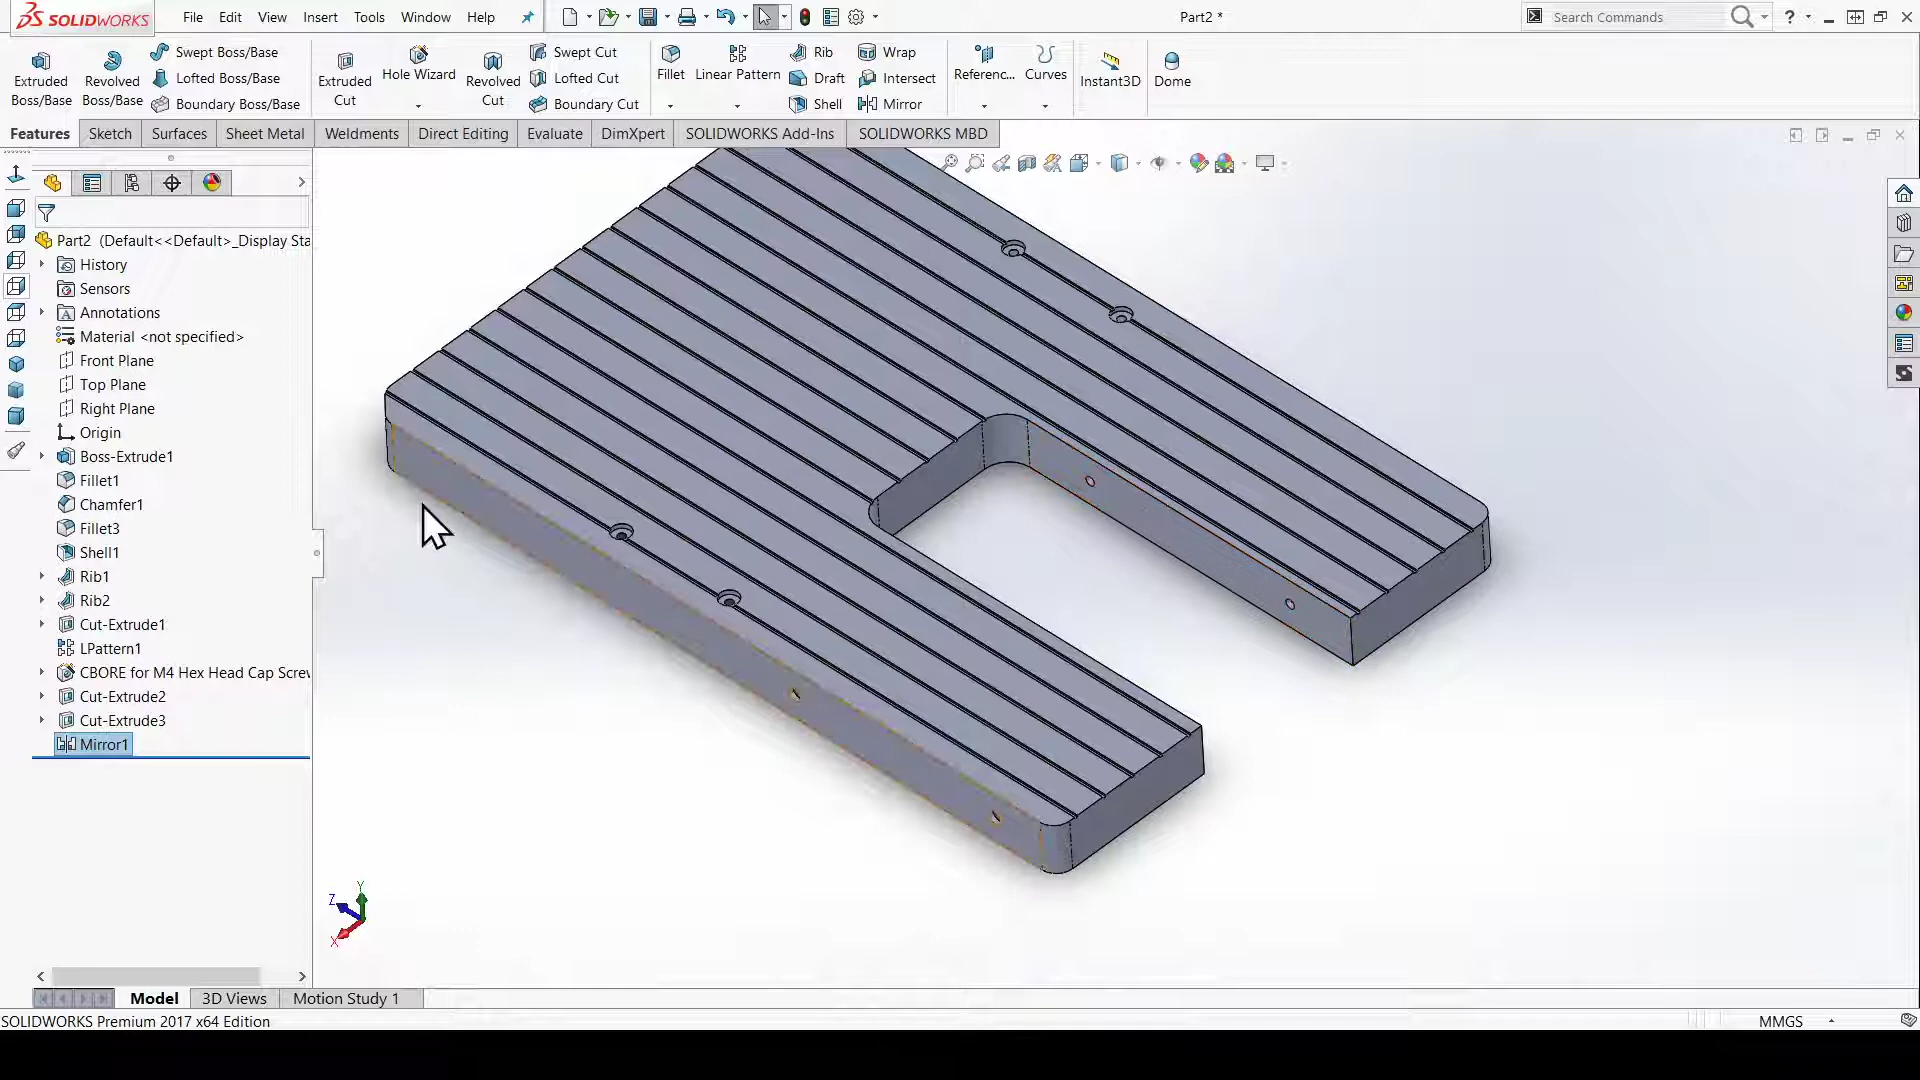 SOLIDWORKS File Edit View Insert Tools Window Help Part2 * Search Commands ?
Extruded Boss/Base
Revolved Boss/Base
Swept Boss/Base
Lofted Boss/Base
Boundary Boss/Base
Extruded Cut
Hole Wizard
Revolved Cut
Swept Cut
Lofted Cut
Boundary Cut
Fillet
Linear Pattern
Rib
Draft
Shell
Wrap
Intersect
Mirror
Referenc...
Curves
Instant3D
Dome
Features Sketch Surfaces Sheet Metal Weldments Direct Editing Evaluate DimXpert SOLIDWORKS Add-Ins SOLIDWORKS MBD
Part2 (Default<<Default>_Display Sta
History
Sensors
Annotations
Material <not specified>
Front Plane
Top Plane
Right Plane
Origin
Boss-Extrude1
Fillet1
Chamfer1
Fillet3
Shell1
Rib1
Rib2
Cut-Extrude1
LPattern1
CBORE for M4 Hex Head Cap Screw
Cut-Extrude2
Cut-Extrude3
Mirror1
Y
Z
X
Model 3D Views Motion Study 1
SOLIDWORKS Premium 2017 x64 Edition MMGS